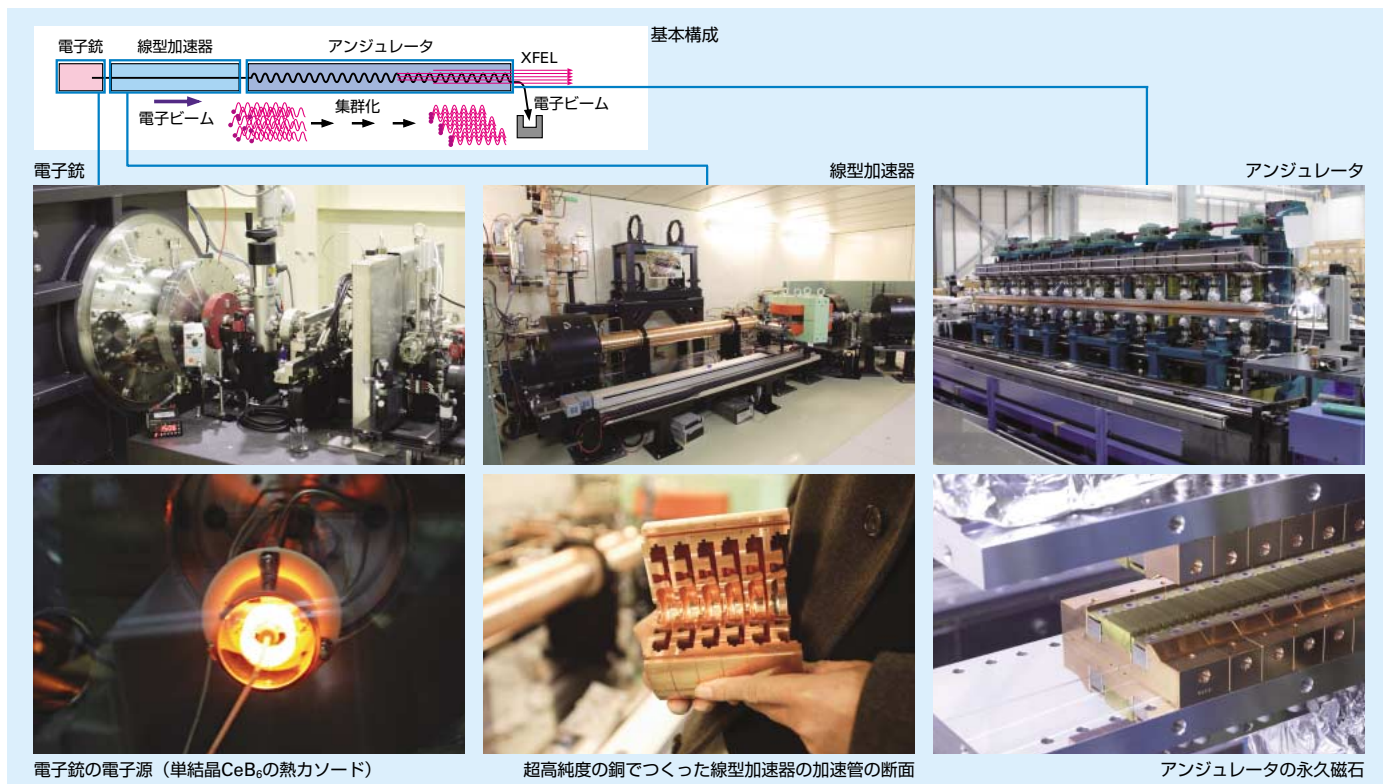 基本構成
電子銃
線型加速器
アンジュレータ
XFEL
電子ビーム
集群化
電子ビーム
電子銃
線型加速器
アンジュレータ
電子銃の電子源（単結晶CeB₆の熱カソード）
超高純度の銅でつくった線型加速器の加速管の断面
アンジュレータの永久磁石